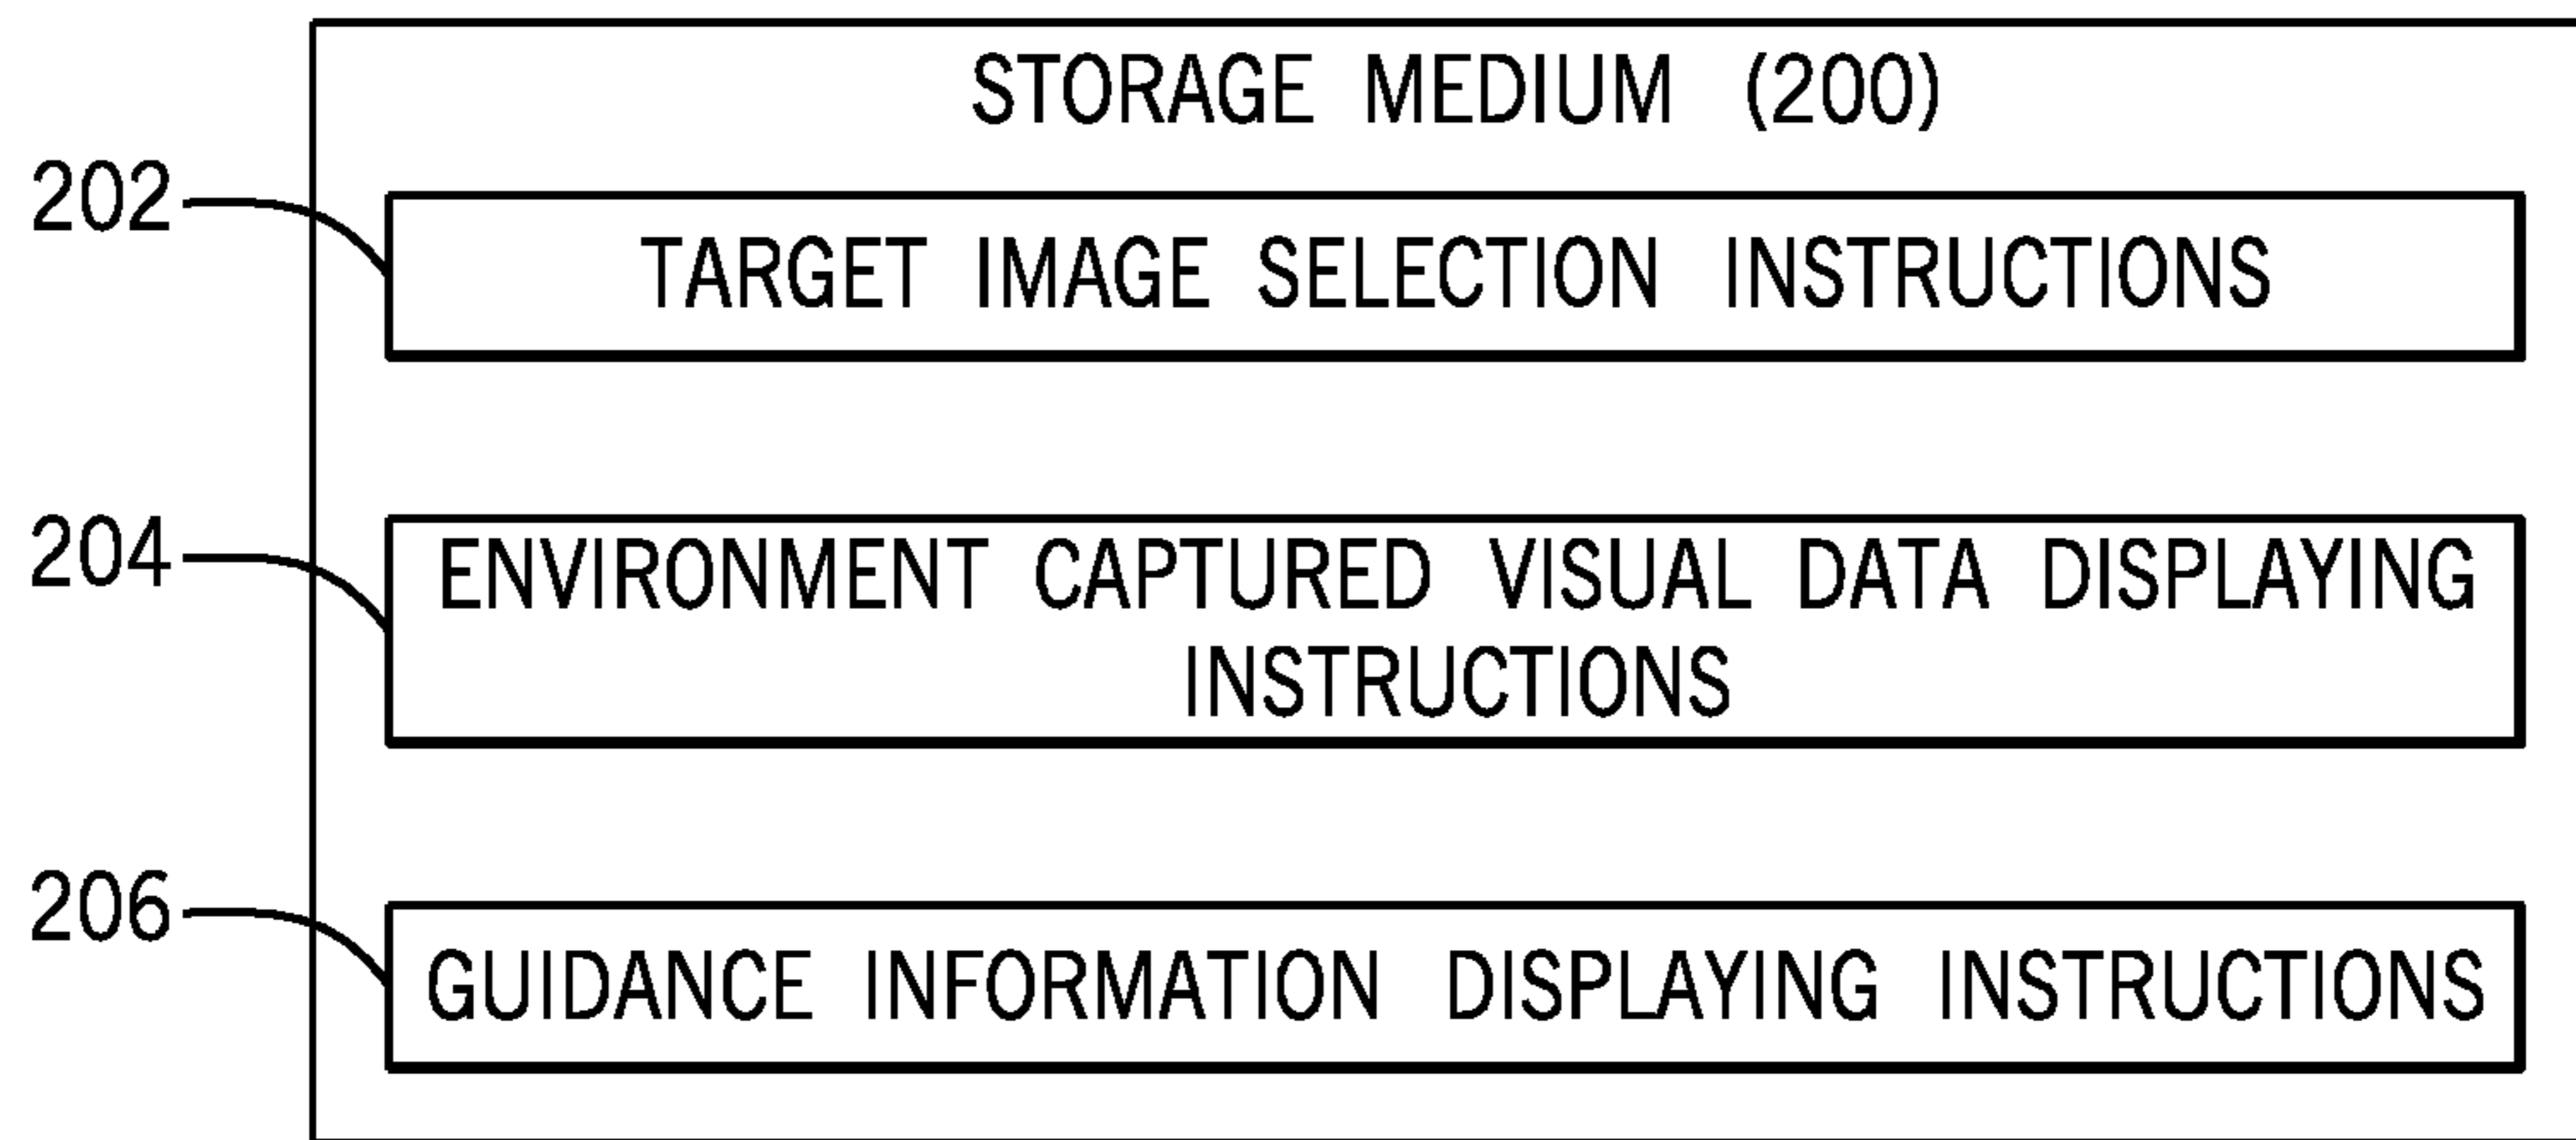 STORAGE MEDIUM (200)
202
TARGET IMAGE SELECTION INSTRUCTIONS
204
ENVIRONMENT CAPTURED VISUAL DATA DISPLAYING
INSTRUCTIONS
206
GUIDANCE INFORMATION DISPLAYING INSTRUCTIONS